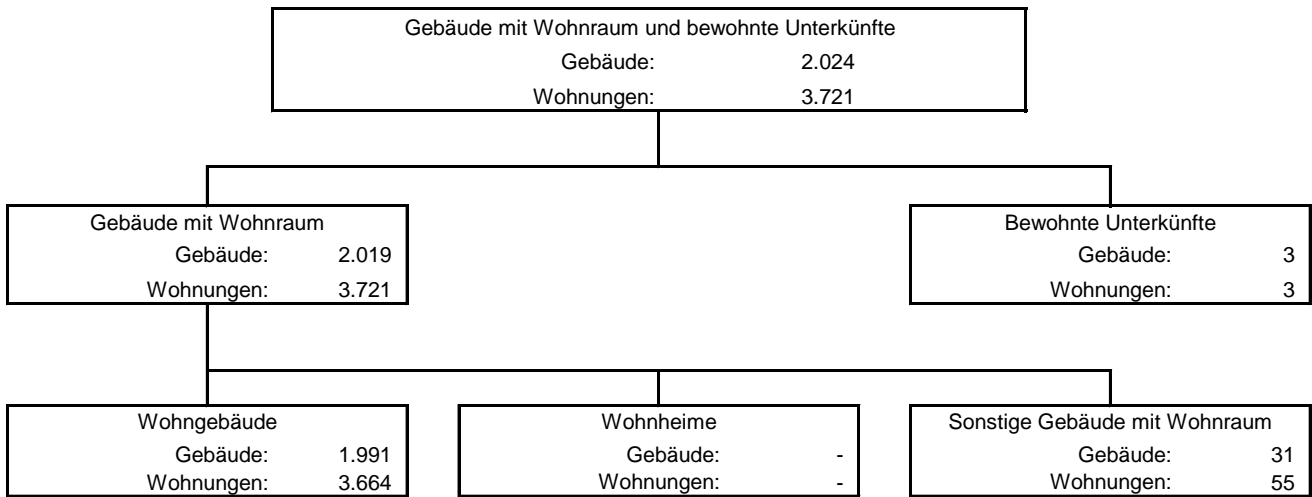 Gebäude mit Wohnraum und bewohnte Unterkünfte
Gebäude: 2.024
Wohnungen: 3.721
Gebäude mit Wohnraum
Gebäude: 2.019
Wohnungen: 3.721
Bewohnte Unterkünfte
Gebäude: 3
Wohnungen: 3
Wohngebäude
Gebäude: 1.991
Wohnungen: 3.664
Wohnheime
Gebäude: -
Wohnungen: -
Sonstige Gebäude mit Wohnraum
Gebäude: 31
Wohnungen: 55